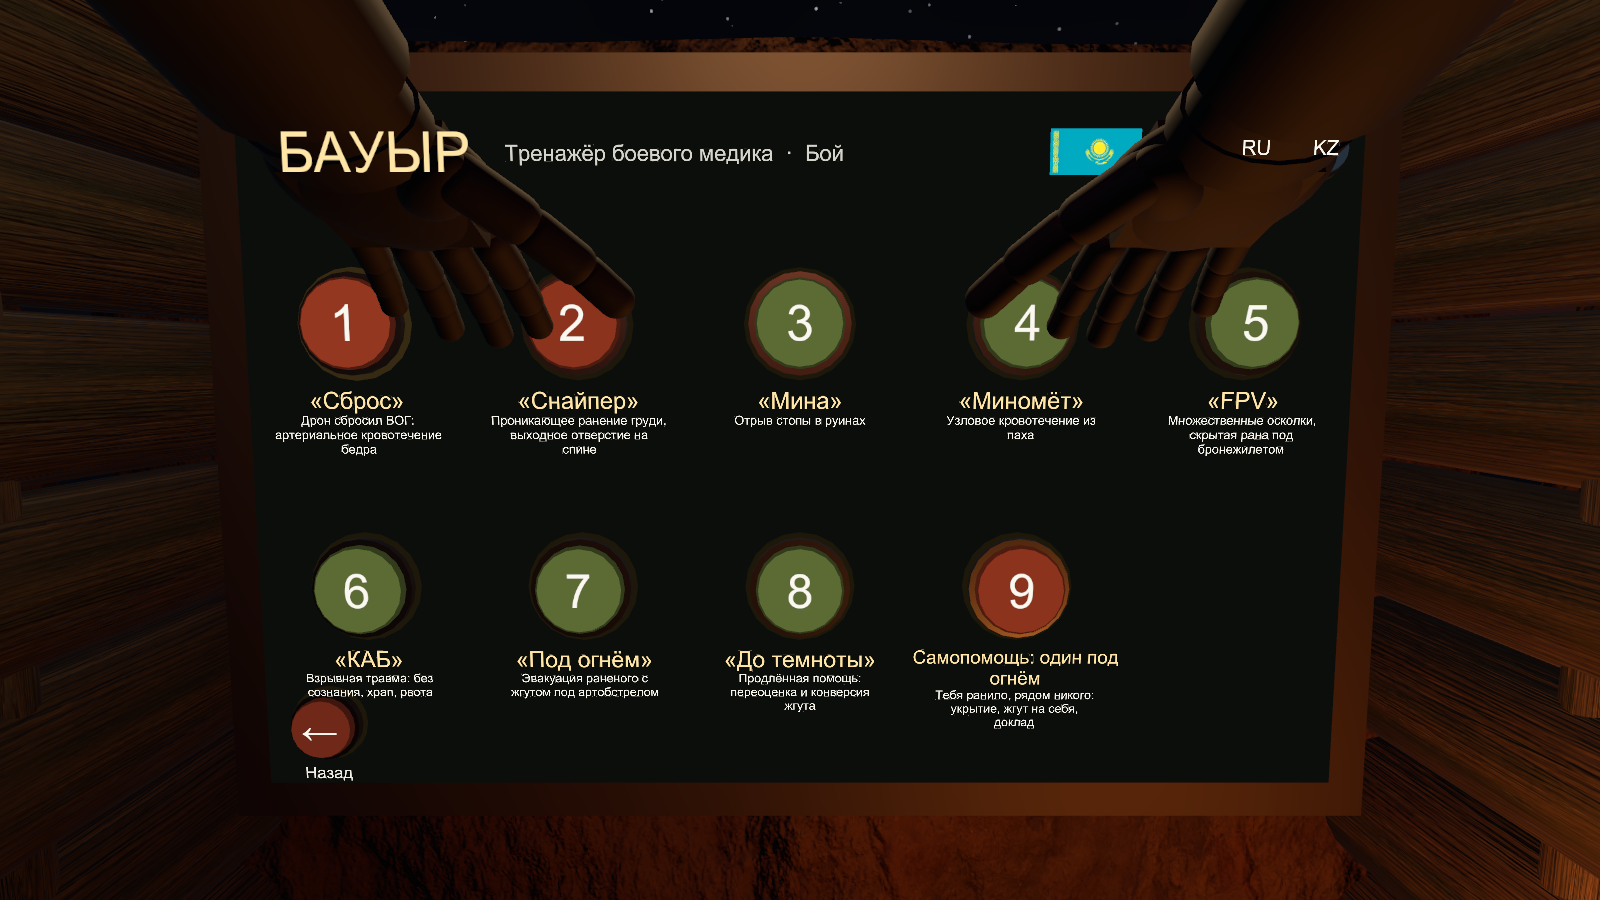 БАУЫР
Тренажёр боевого медика · Бой
RU KZ
1 2 3 4 5
«Сброс»
Дрон сбросил ВОГ:
артериальное кровотечение
бедра
«Снайпер»
Проникающее ранение груди,
выходное отверстие на
спине
«Мина»
Отрыв стопы в руинах
«Миномёт»
Узловое кровотечение из
паха
«FPV»
Множественные осколки,
скрытая рана под
бронежилетом
6 7 8 9
«КАБ»
Взрывная травма: без
сознания, храп, рвота
«Под огнём»
Эвакуация раненого с
жгутом под артобстрелом
«До темноты»
Продлённая помощь:
переоценка и конверсия
жгута
Самопомощь: один под
огнём
Тебя ранило, рядом никого:
укрытие, жгут на себя,
доклад
←
Назад